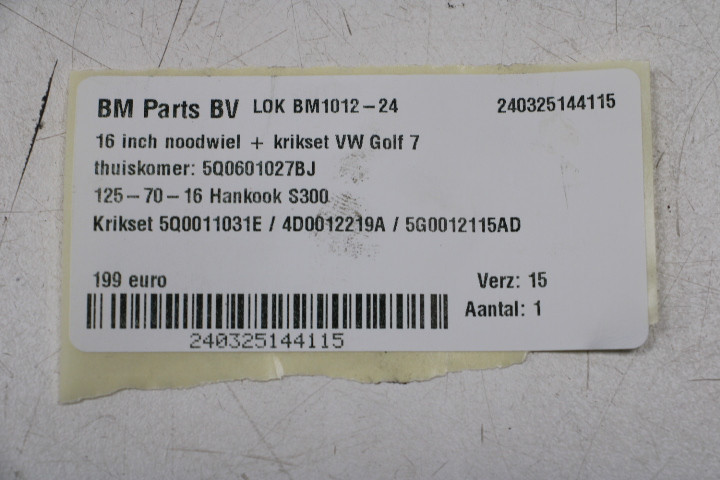 BM Parts BV LOK BM1012-24 240325144115
16 inch noodwiel + krikset VW Golf 7
thuiskomer: 5Q0601027BJ
125-70-16 Hankook S300
Krikset 5Q0011031E / 4D0012219A / 5G0012115AD
199 euro Verz: 15
Aantal: 1
240325144115